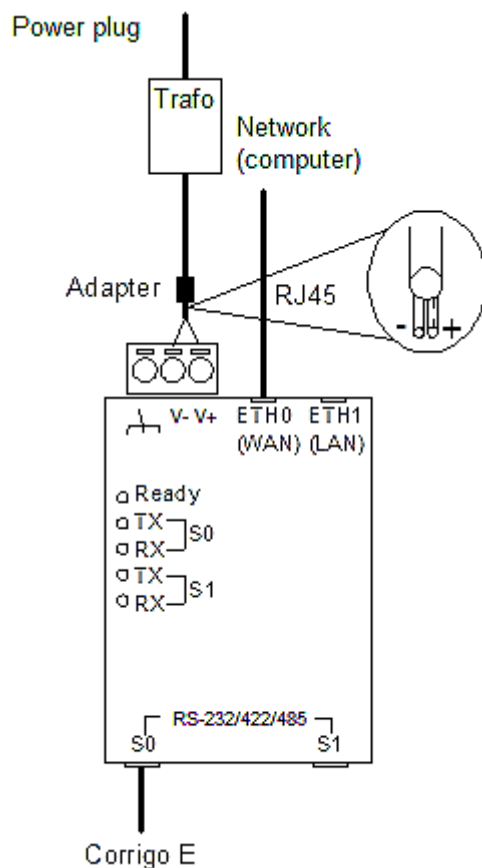 Power plug
Trafo
Network
(computer)
Adapter
RJ45
- +
V- V+ ETH0 ETH1
(WAN) (LAN)
Ready
TX
S0
RX
TX
S1
RX
RS-232/422/485
S0 S1
Corrigo E